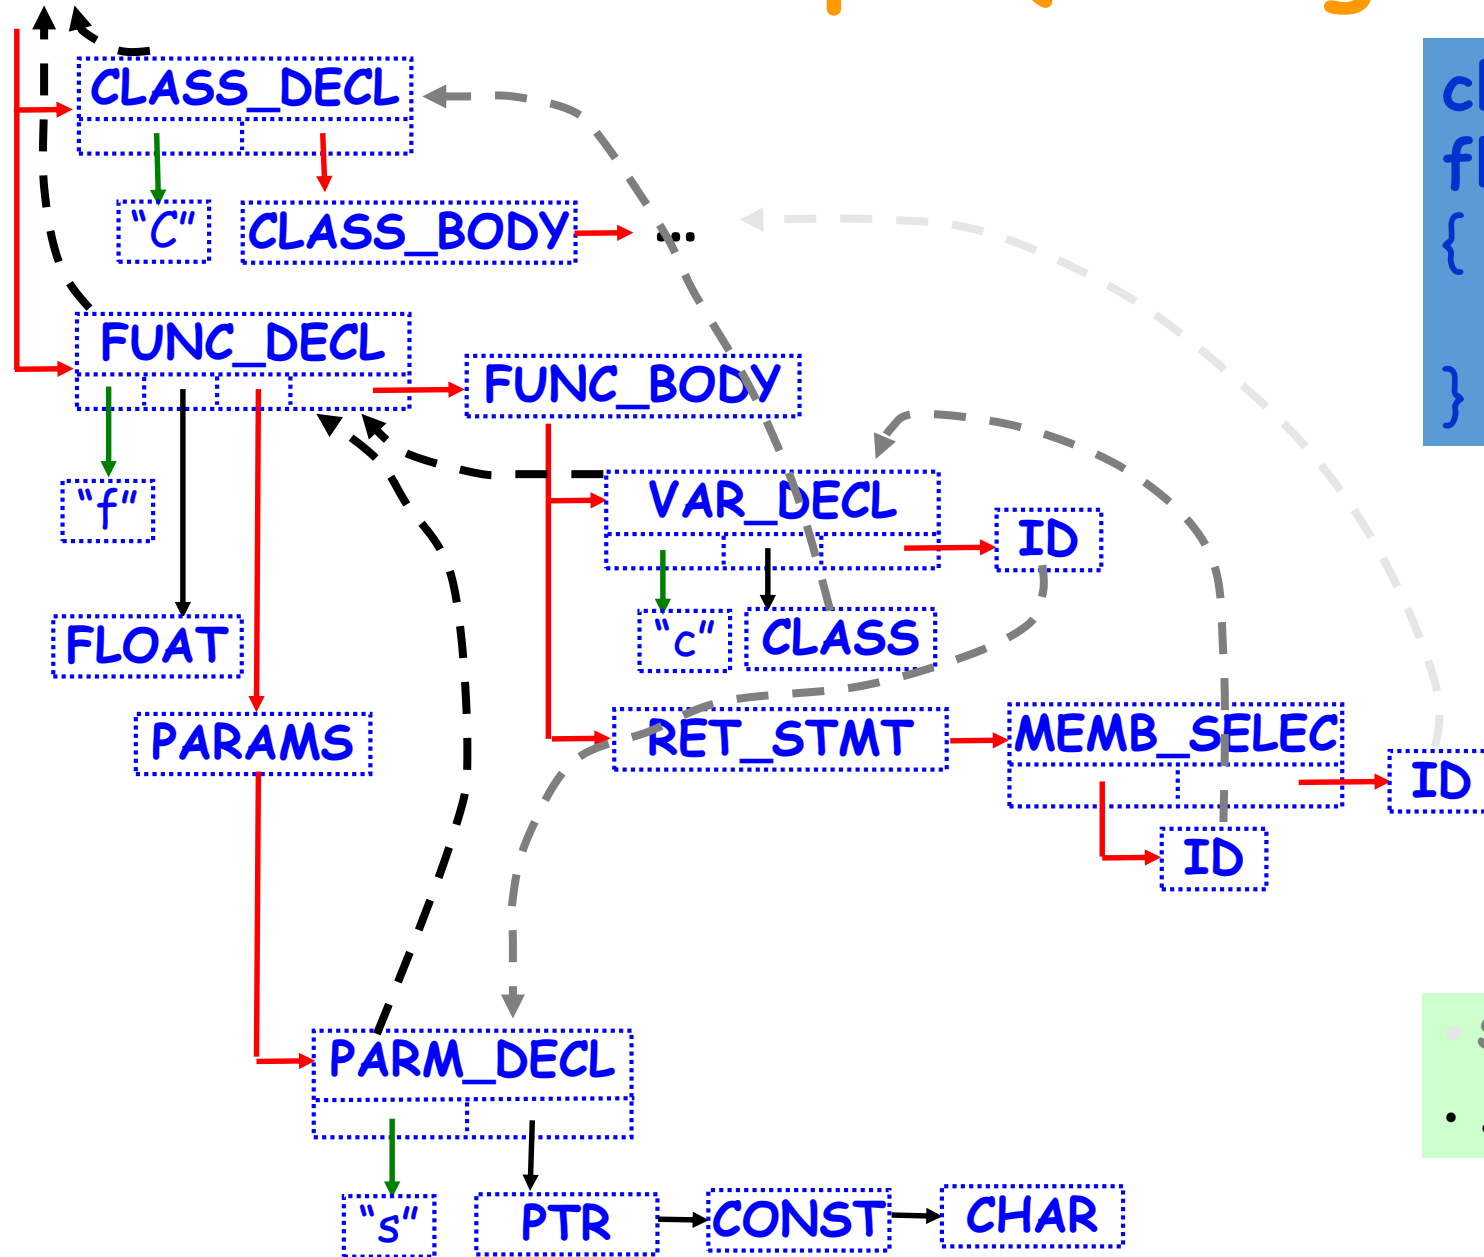 CLASS_DECL
"C"
CLASS_BODY
...
FUNC_DECL
FUNC_BODY
{
}
"f"
VAR_DECL
ID
FLOAT
"c"
CLASS
PARAMS
RET_STMT
MEMB_SELEC
ID
ID
PARM_DECL
"s"
PTR
CONST
CHAR